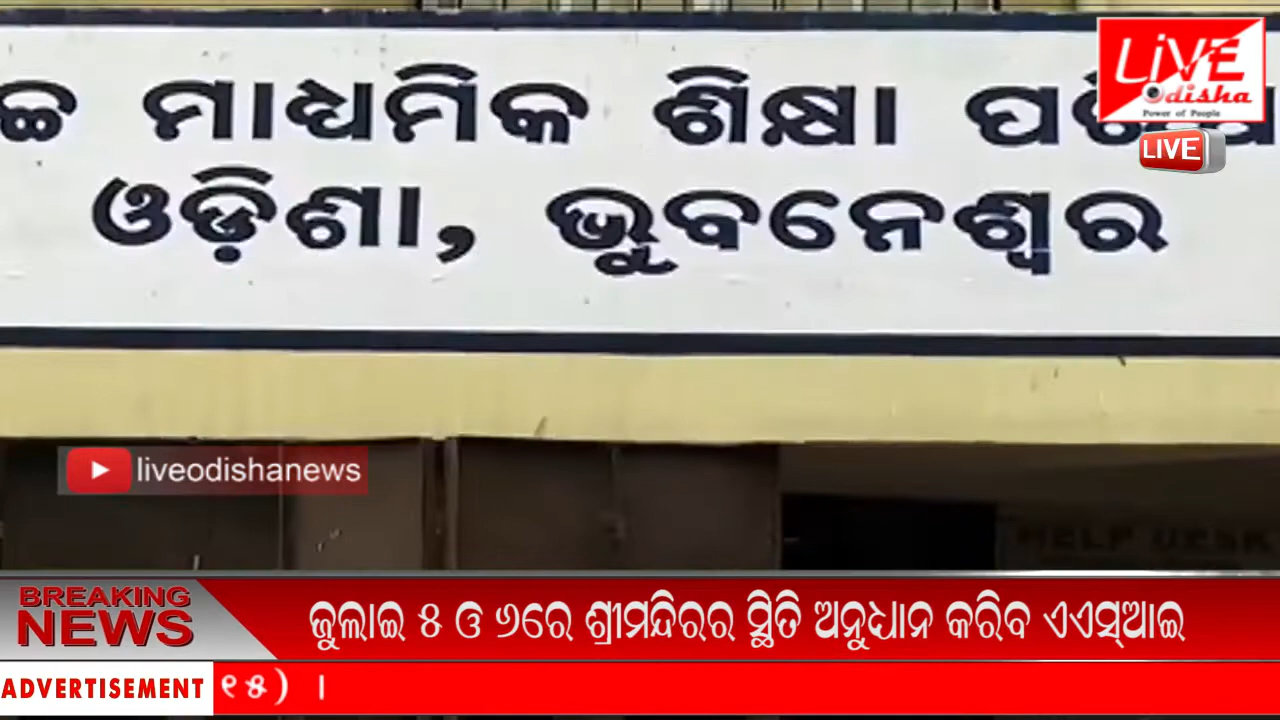 ମାଧ୍ୟମିକ ଶିକ୍ଷା
ଓଡ଼ିଶା, ଭୁବନେଶ୍ୱର
LIVE
Odisha
Power of People
LIVE
liveodishanews
HELP DESK
BREAKING
NEWS
ଜୁଲାଇ ୫ ଓ ୬ରେ ଶ୍ରୀମନ୍ଦିରର ସ୍ଥିତି ଅନୁଧ୍ୟାନ କରିବ ଏଏସ୍ଆଇ
ADVERTISEMENT
୧୫) ।